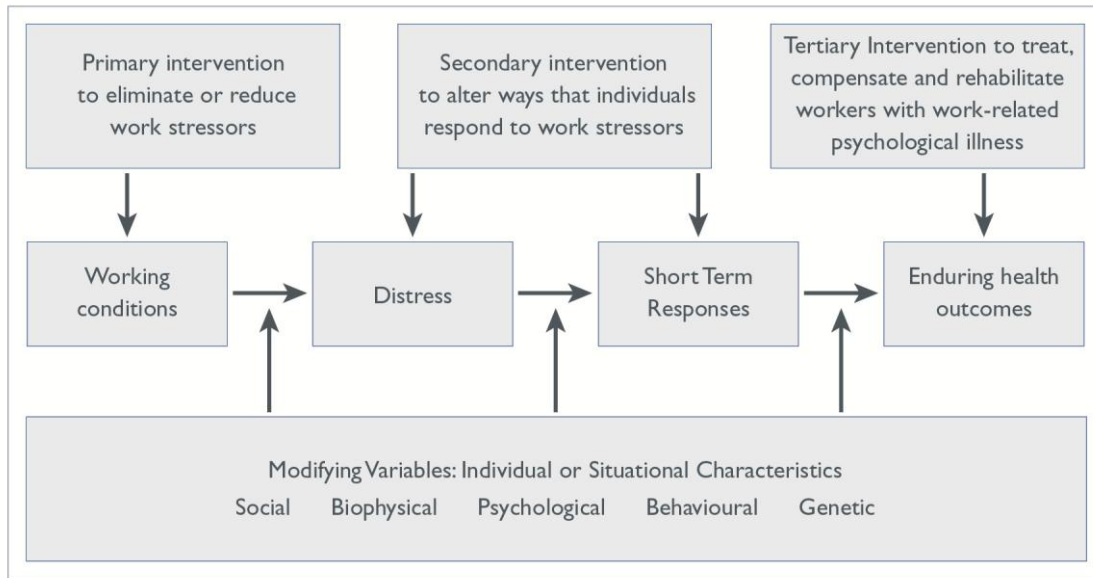 Primary intervention
to eliminate or reduce
work stressors
Secondary intervention
to alter ways that individuals
respond to work stressors
Tertiary Intervention to treat,
compensate and rehabilitate
workers with work-related
psychological illness
Working
conditions
Distress
Short Term
Responses
Enduring health
outcomes
Modifying Variables: Individual or Situational Characteristics
Social Biophysical Psychological Behavioural Genetic